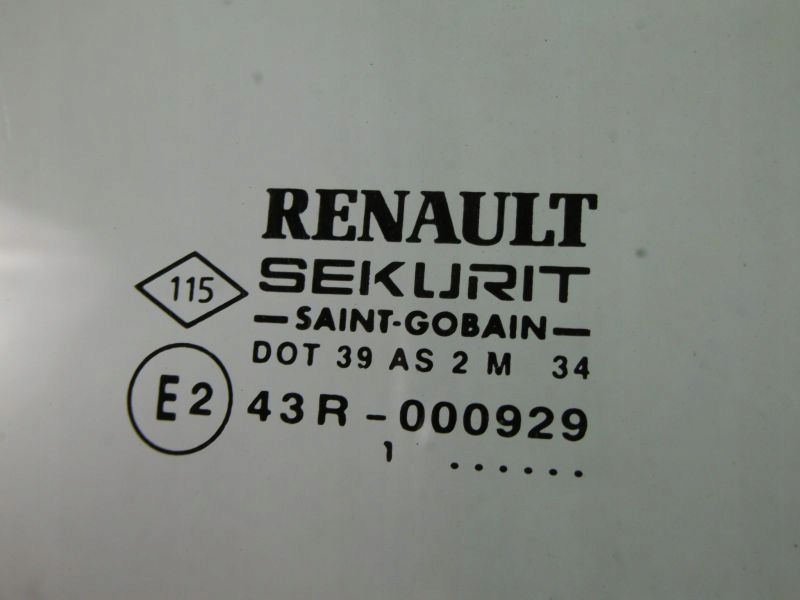 RENAULT
115
SEKURIT
—SAINT-GOBAIN—
DOT 39 AS 2 M 34
E2
43R-000929
1 ......